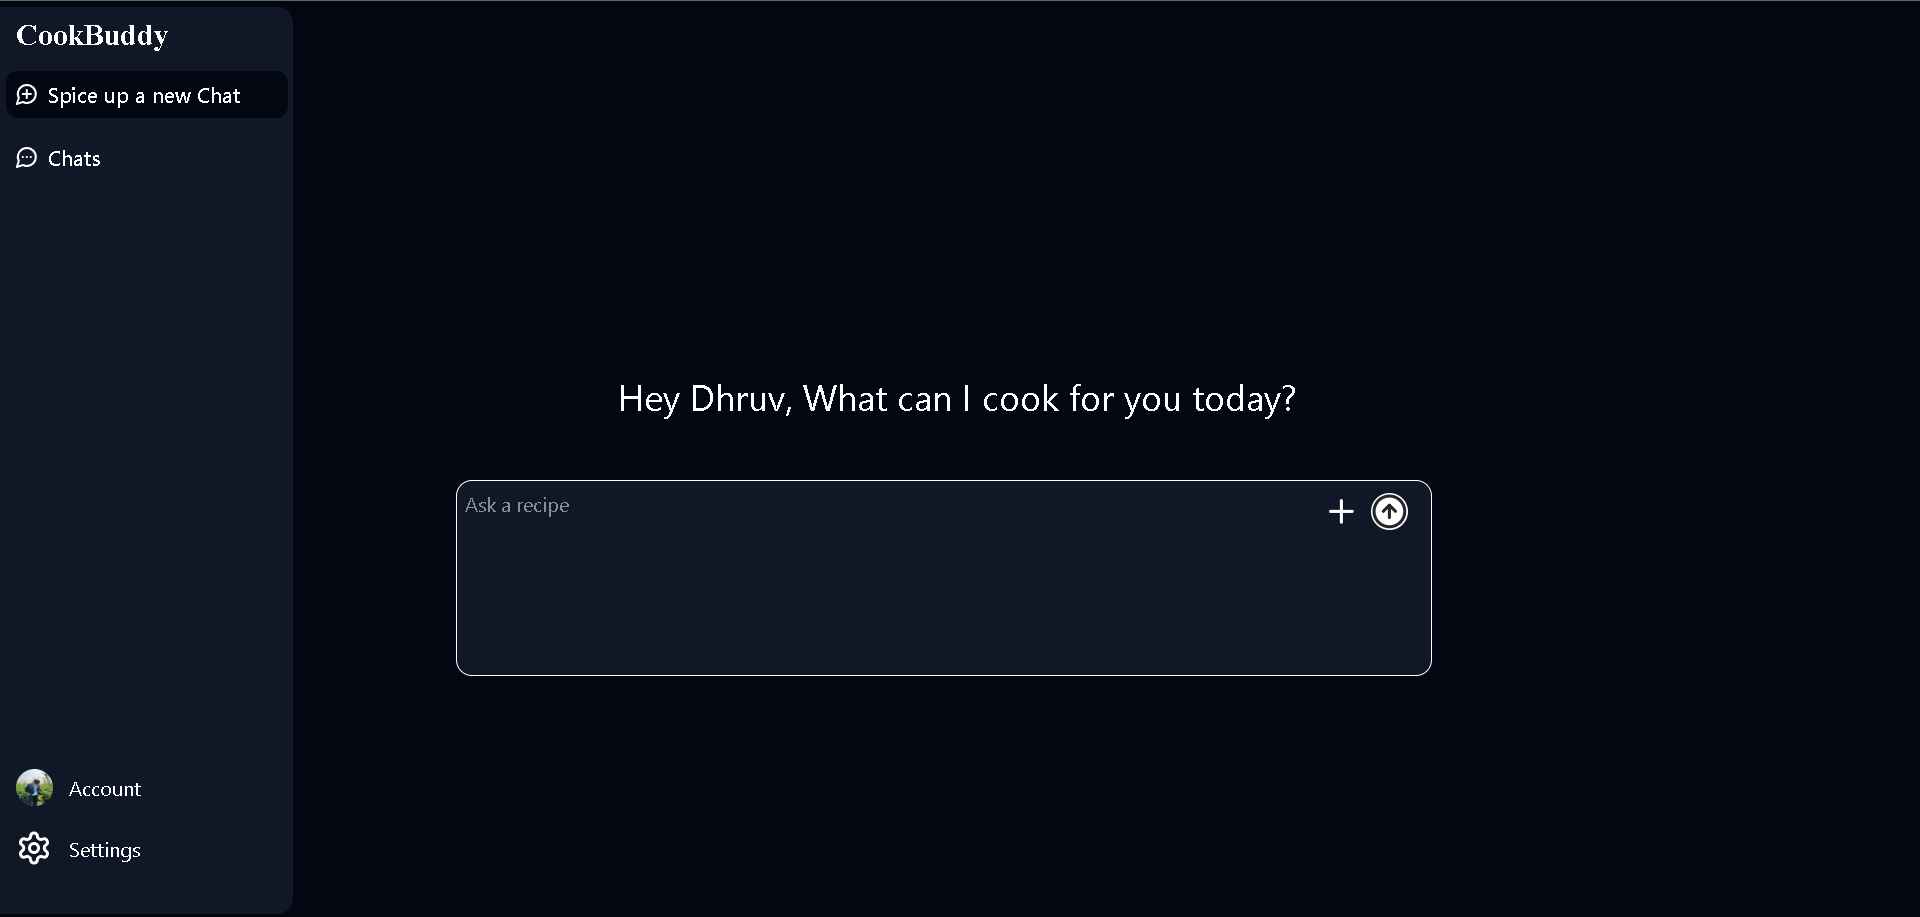 CookBuddy
Spice up a new Chat
Chats
Hey Dhruv, What can I cook for you today?
Ask a recipe
Account
Settings